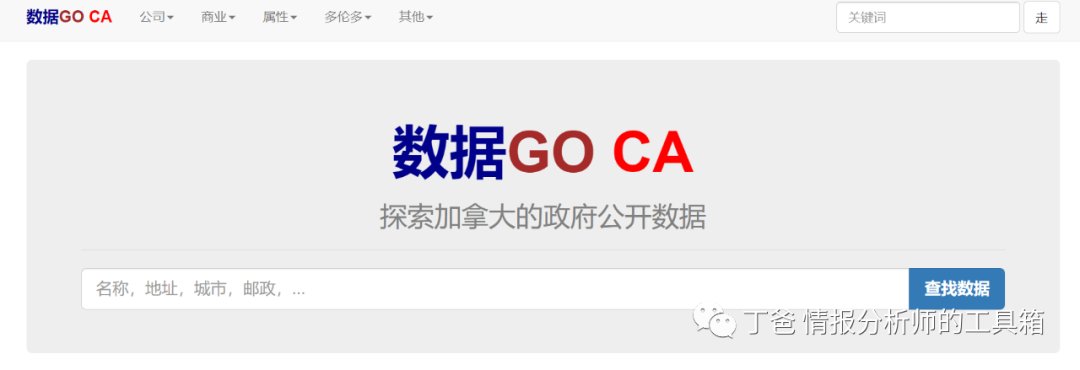 数据GO CA 公司 商业 属性 多伦多 其他 关键词 走
数据GO CA
探索加拿大的政府公开数据
名称，地址，城市，邮政，... 查找数据
丁爸 情报分析师的工具箱